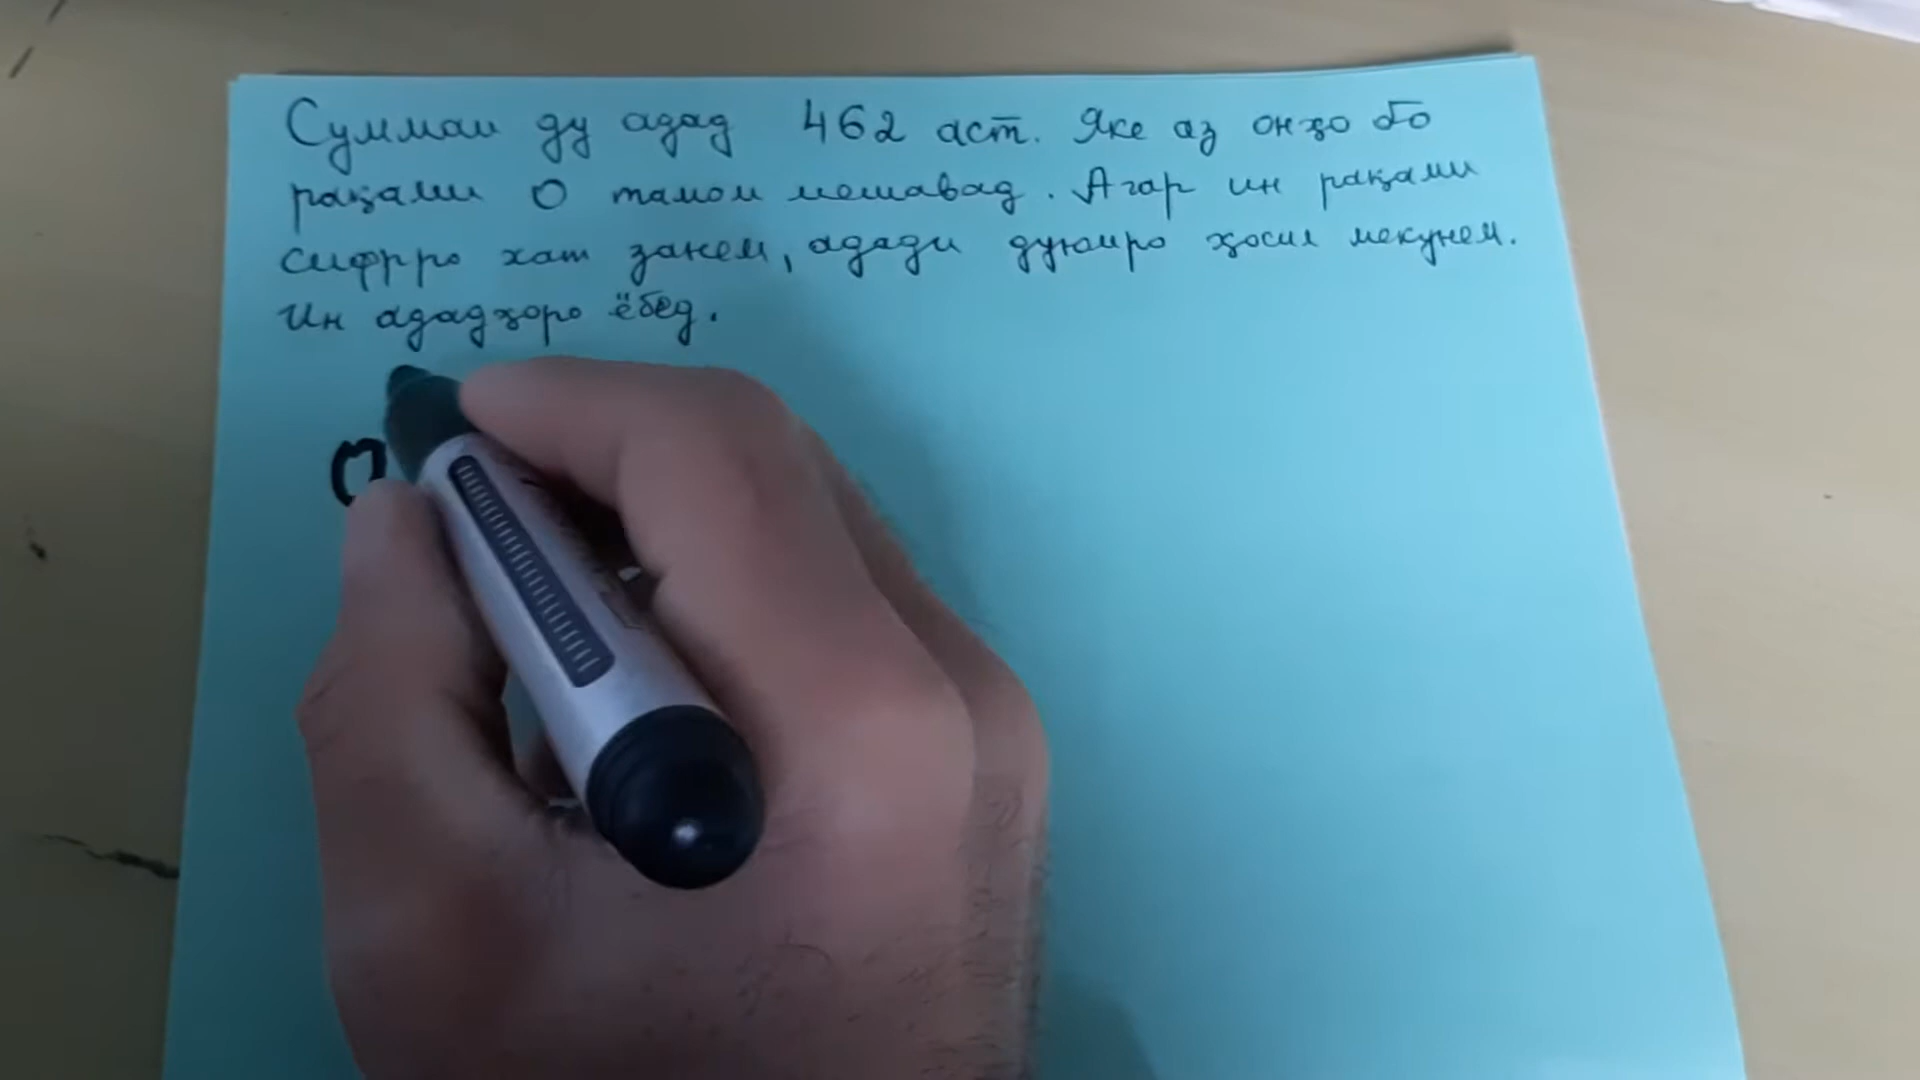 Суммаи ду адад 462 аст. Яке аз онҳо бо
рақами 0 тамом мешавад. Агар ин рақами
сифрро хат занем, адади дуюмро ҳосил мекунем.
Ин ададҳоро ёбед.